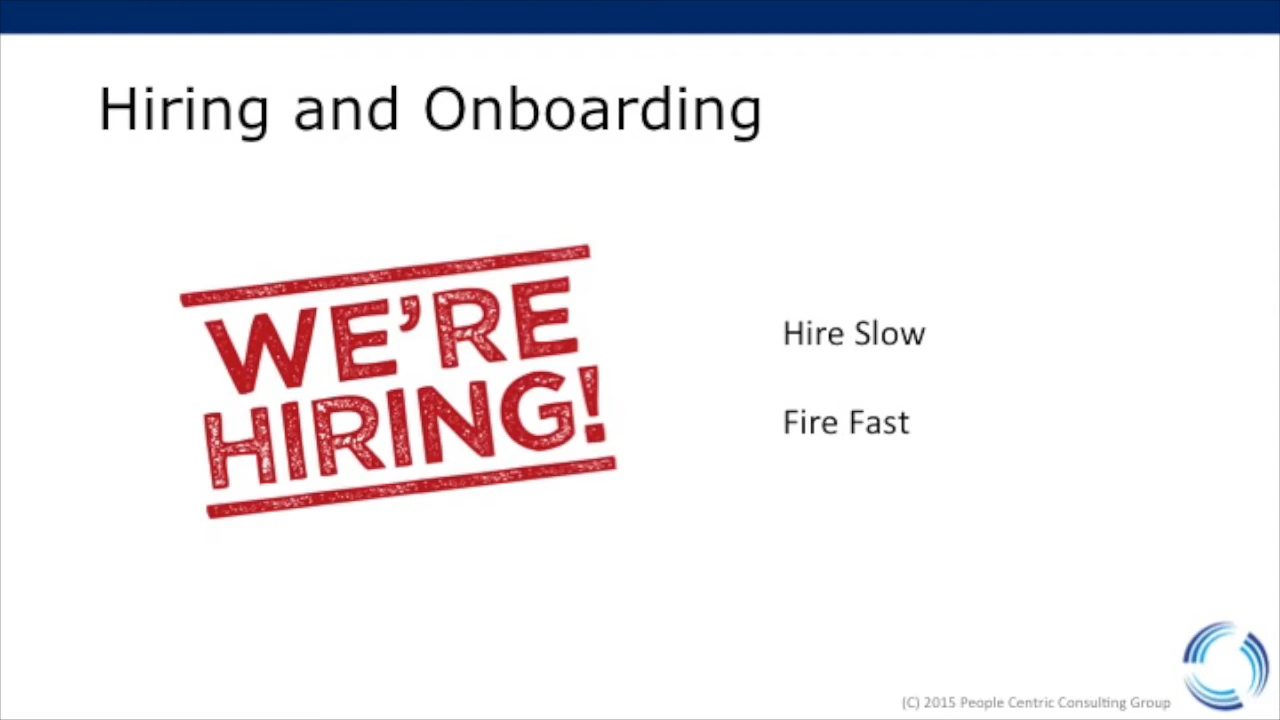 Hiring and Onboarding
WE'RE
HIRING!
Hire Slow
Fire Fast
(C) 2015 People Centric Consulting Group